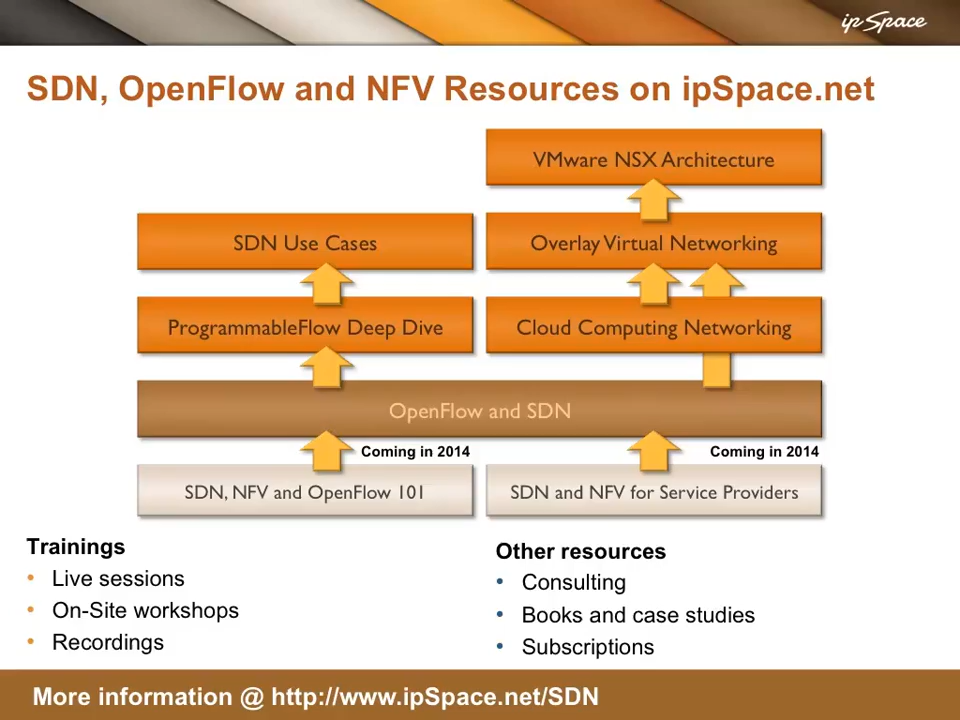 ipSpace
SDN, OpenFlow and NFV Resources on ipSpace.net
VMware NSX Architecture
SDN Use Cases
Overlay Virtual Networking
ProgrammableFlow Deep Dive
Cloud Computing Networking
OpenFlow and SDN
Coming in 2014
Coming in 2014
SDN, NFV and OpenFlow 101
SDN and NFV for Service Providers
Trainings
• Live sessions
• On-Site workshops
• Recordings
Other resources
• Consulting
• Books and case studies
• Subscriptions
More information @ http://www.ipSpace.net/SDN